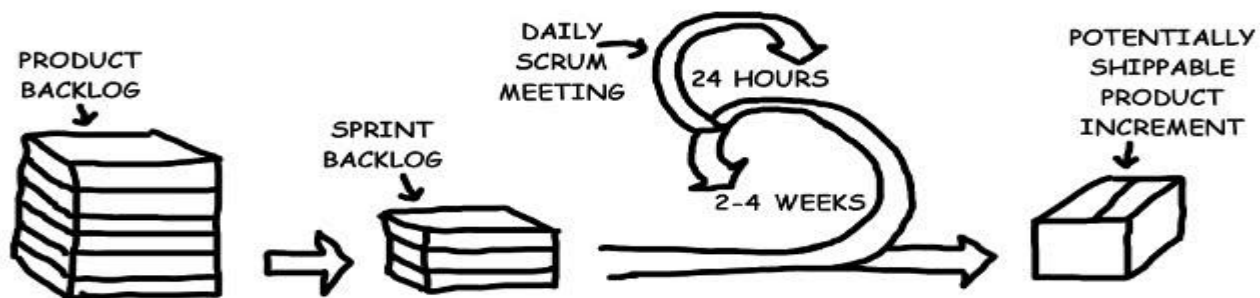 PRODUCT
BACKLOG
SPRINT
BACKLOG
DAILY
SCRUM
MEETING
24 HOURS
2-4 WEEKS
POTENTIALLY
SHIPPABLE
PRODUCT
INCREMENT